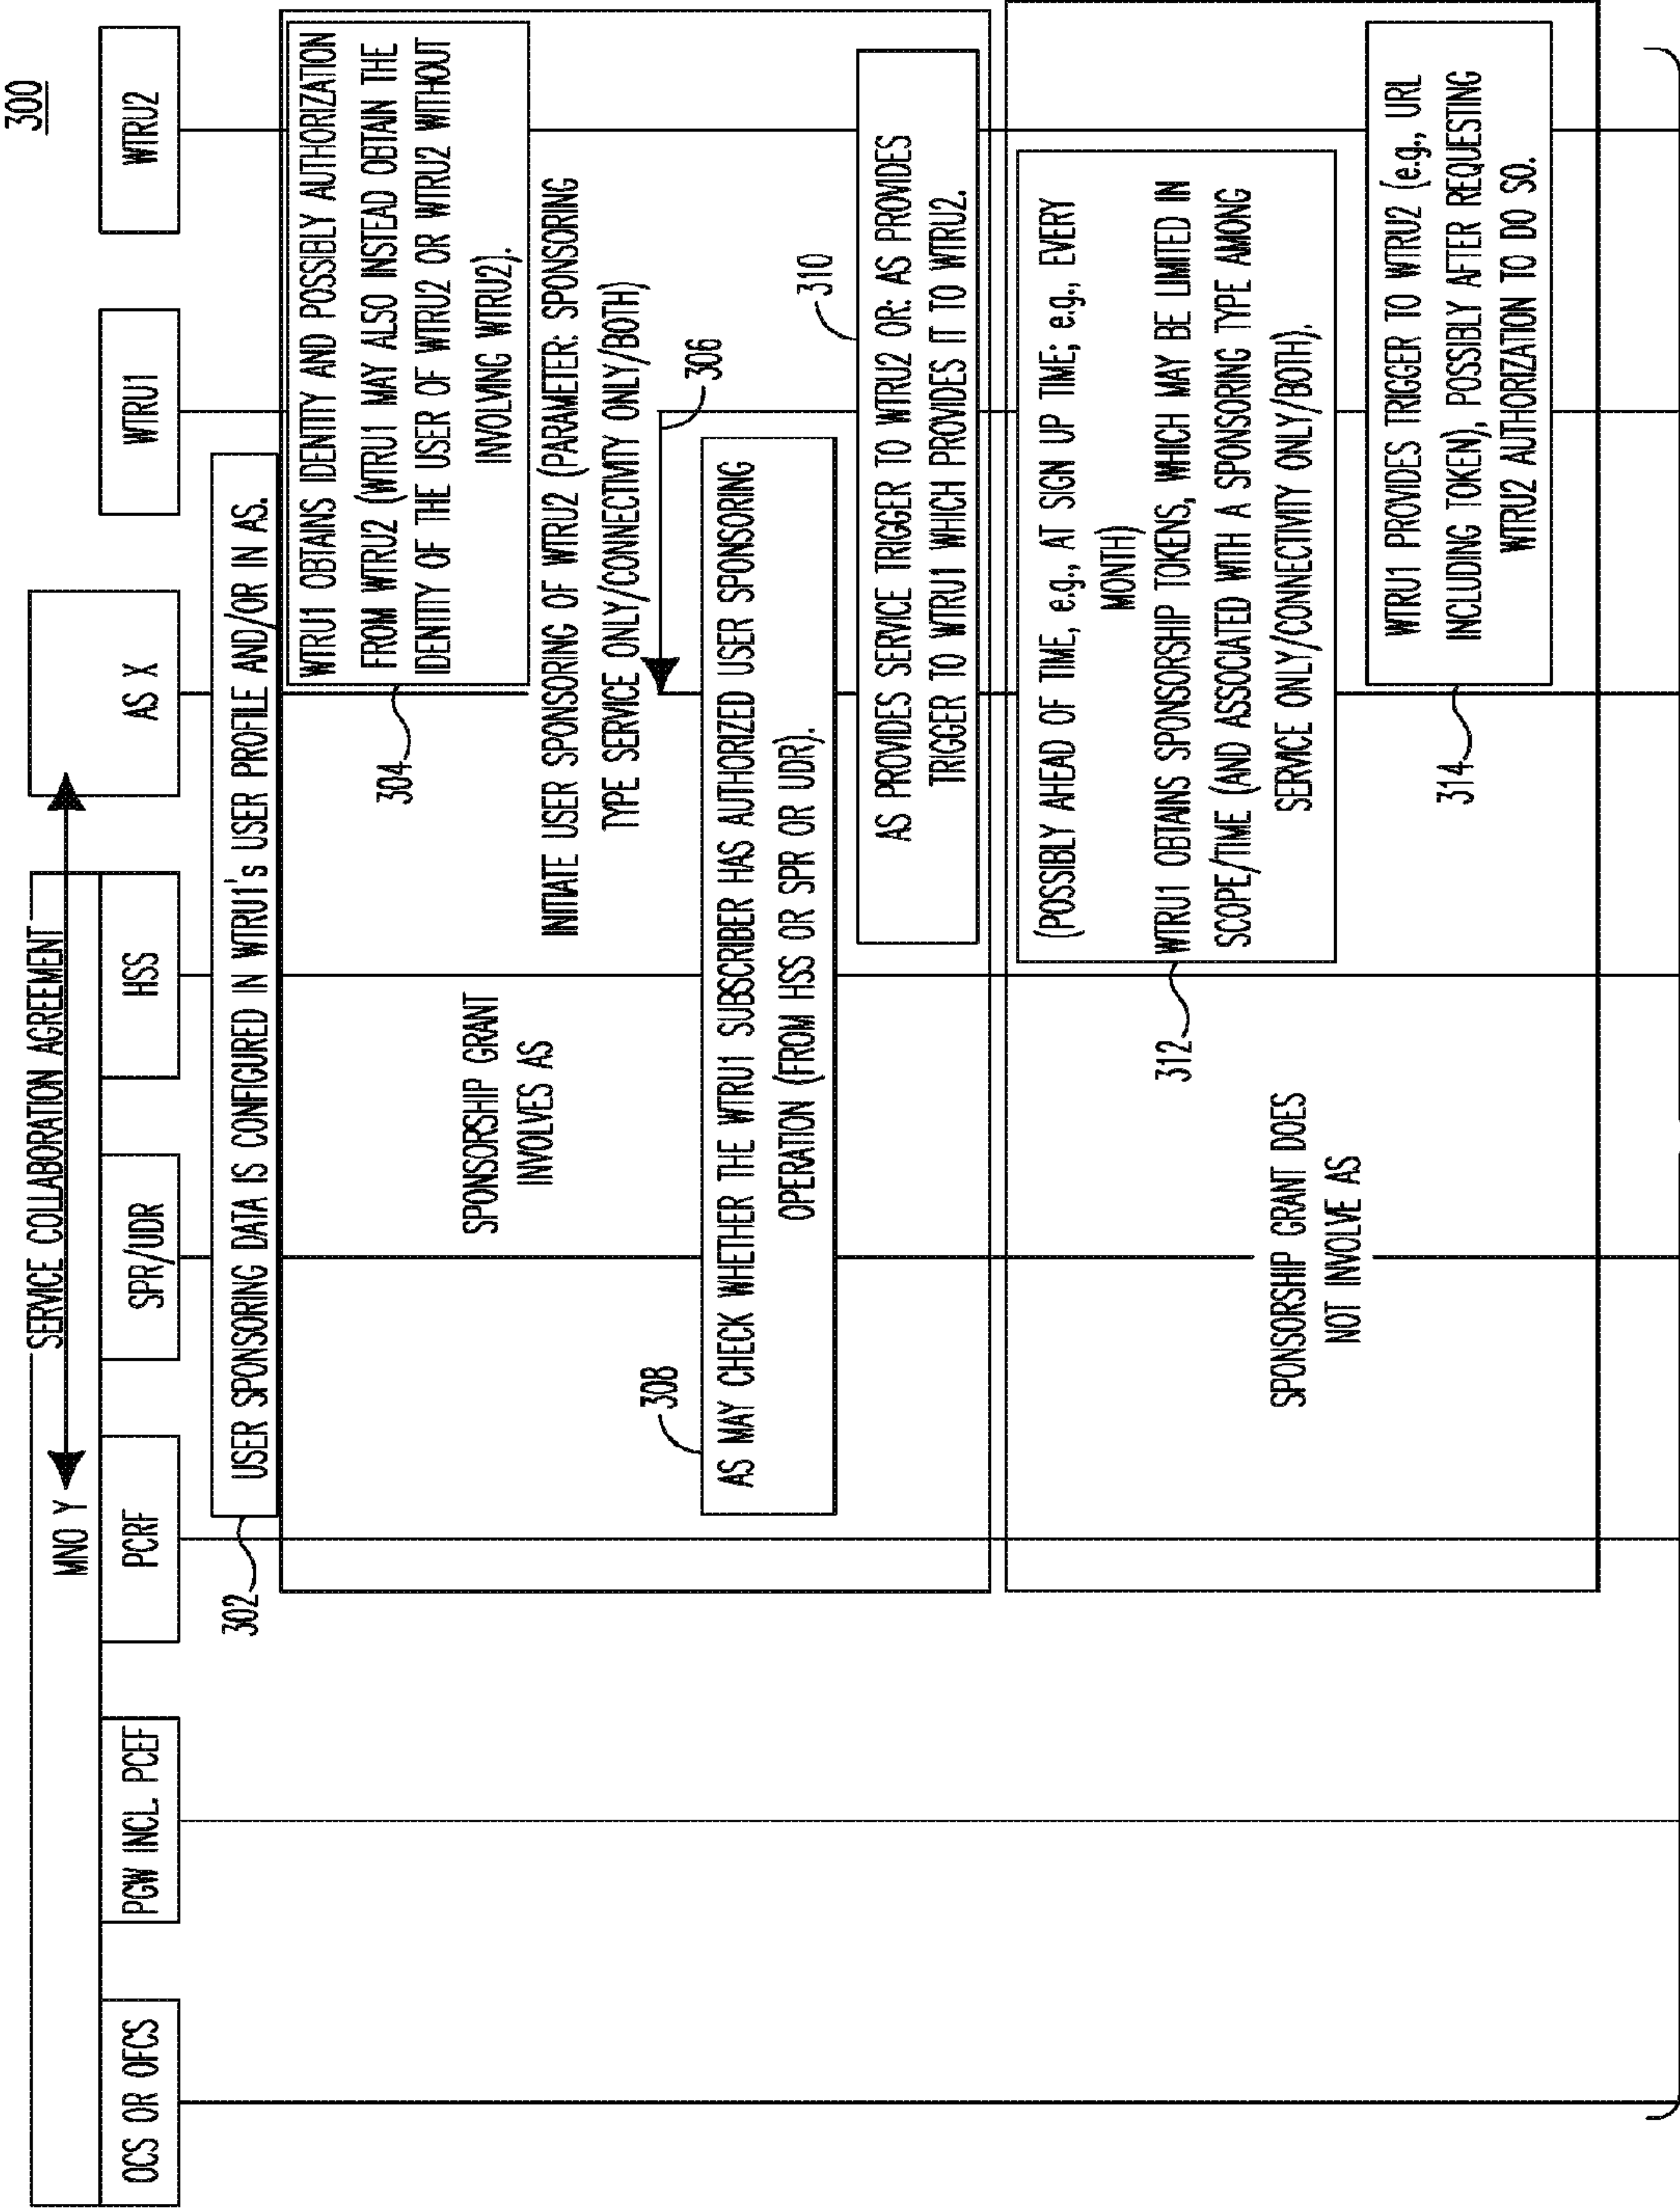 300
SERVICE COLLABORATION AGREEMENT
MNO Y
OCS OR OFCS
PGW INCL. PCEF
PCRF
SPR/UDR
HSS
AS X
WTRU1
WTRU2
302
USER SPONSORING DATA IS CONFIGURED IN WTRU1's USER PROFILE AND/OR IN AS.
304
WTRU1 OBTAINS IDENTITY AND POSSIBLY AUTHORIZATION
FROM WTRU2 (WTRU1 MAY ALSO INSTEAD OBTAIN THE
IDENTITY OF THE USER OF WTRU2 OR WTRU2 WITHOUT
INVOLVING WTRU2).
SPONSORSHIP GRANT
INVOLVES AS
INITIATE USER SPONSORING OF WTRU2 (PARAMETER: SPONSORING
TYPE SERVICE ONLY/CONNECTIVITY ONLY/BOTH)
306
308
AS MAY CHECK WHETHER THE WTRU1 SUBSCRIBER HAS AUTHORIZED USER SPONSORING
OPERATION (FROM HSS OR SPR OR UDR).
310
AS PROVIDES SERVICE TRIGGER TO WTRU2 OR: AS PROVIDES
TRIGGER TO WTRU1 WHICH PROVIDES IT TO WTRU2.
(POSSIBLY AHEAD OF TIME, e.g., AT SIGN UP TIME; e.g., EVERY
MONTH)
WTRU1 OBTAINS SPONSORSHIP TOKENS, WHICH MAY BE LIMITED IN
SCOPE/TIME (AND ASSOCIATED WITH A SPONSORING TYPE AMONG
SERVICE ONLY/CONNECTIVITY ONLY/BOTH).
312
SPONSORSHIP GRANT DOES
NOT INVOLVE AS
WTRU1 PROVIDES TRIGGER TO WTRU2 (e.g., URL
INCLUDING TOKEN), POSSIBLY AFTER REQUESTING
WTRU2 AUTHORIZATION TO DO SO.
314